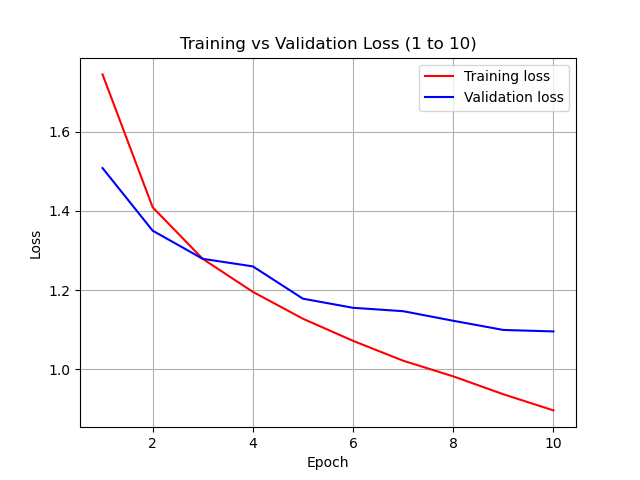 Training vs Validation Loss (1 to 10)
Training loss
Validation loss
1.6
1.4
1.2
1.0
Loss
2 4 6 8 10
Epoch